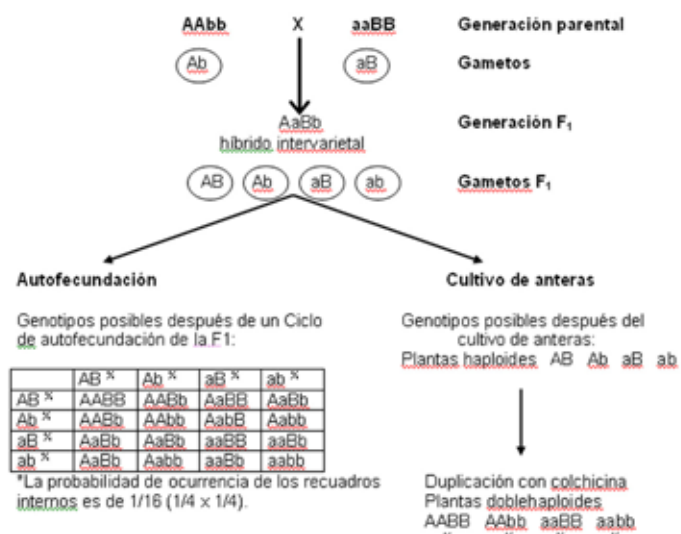 AAbb X aaBB Generación parental
Ab aB Gametos
AaBb Generación F₁
híbrido intervarietal
AB Ab aB ab Gametos F₁
Autofecundación
Genotipos posibles después de un Ciclo
de autofecundación de la F1:
AB ¼ Ab ¼ aB ¼ ab ¼
AB ¼ AABB AABb AaBB AaBb
Ab ¼ AABb AAbb AabB Aabb
aB ¼ AaBb AaBb aaBB aaBb
ab ¼ AaBb Aabb aaBb aabb
*La probabilidad de ocurrencia de los recuadros
internos es de 1/16 (1/4 x 1/4).
Cultivo de anteras
Genotipos posibles después del
cultivo de anteras:
Plantas haploides AB Ab aB ab
Duplicación con colchicina
Plantas doblehaploides
AABB AAbb aaBB aabb